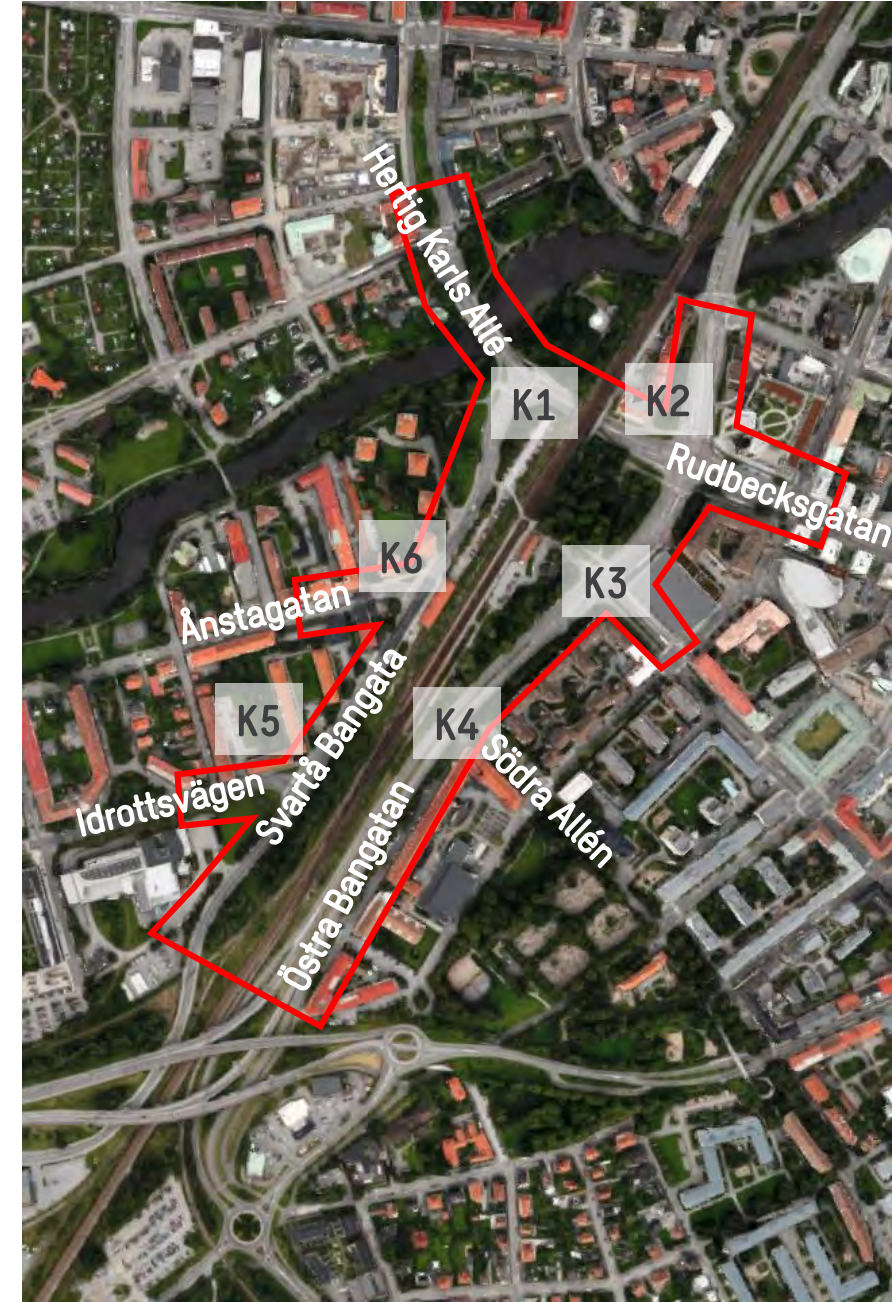 Hertig Karls Allé
K1
K2
Rudbecksgatan
K6
K3
Ånstagatan
K5
K4
Svartå Bangata
Södra Allén
Idrottsvägen
Östra Bangatan